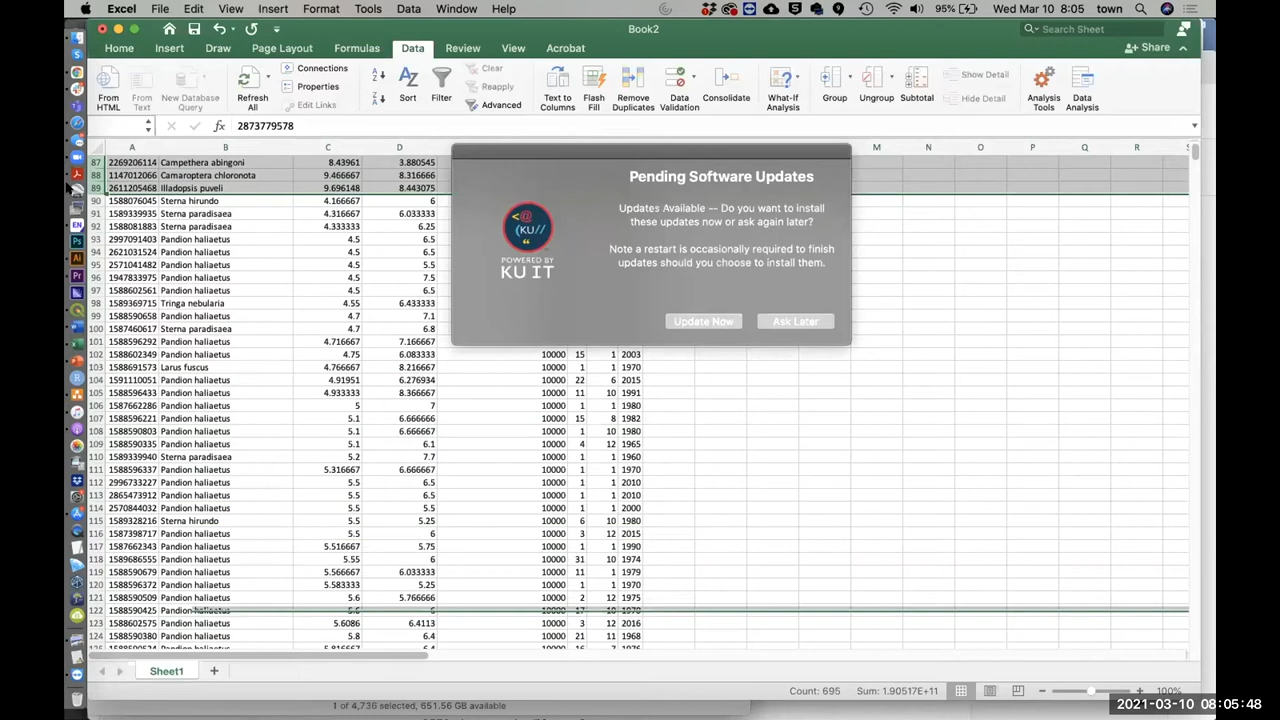 Excel File Edit View Insert Format Tools Data Window Help 95% Wed Mar 10 8:05 town
Book2
Search Sheet
Home Insert Draw Page Layout Formulas Data Review View Acrobat
Share
From HTML
From Text
New Database Query
Refresh All
Connections
Properties
Edit Links
Sort
Filter
Clear
Reapply
Advanced
Text to Columns
Flash Fill
Remove Duplicates
Data Validation
Consolidate
What-If Analysis
Group
Ungroup
Subtotal
Show Detail
Hide Detail
Analysis Tools
Data Analysis
fx 2873779578
A B C D M N O P Q R S
87 2269206114 Campethera abingoni 8.43961 3.880545
88 1147012066 Camaroptera chloronota 9.466667 8.316666
89 2611205468 Illadopsis puveli 9.696148 8.443075
90 1588076045 Sterna hirundo 4.166667 6
91 1589339935 Sterna paradisaea 4.316667 6.033333
92 1588081883 Sterna paradisaea 4.333333 6.25
93 2997091403 Pandion haliaetus 4.5 6.5
94 2621031524 Pandion haliaetus 4.5 6.5
95 2571041482 Pandion haliaetus 4.5 5.5
96 1947833975 Pandion haliaetus 4.5 7.5
97 1588602561 Pandion haliaetus 4.5 6.5
98 1589369715 Tringa nebularia 4.55 6.433333
99 1588590658 Pandion haliaetus 4.7 7.1
100 1587460617 Sterna paradisaea 4.7 6.8
101 1588596292 Pandion haliaetus 4.716667 7.166667
102 1588602349 Pandion haliaetus 4.75 6.083333 10000 15 1 2003
103 1588691573 Larus fuscus 4.766667 8.216667 10000 1 1 1970
104 1591110051 Pandion haliaetus 4.91951 6.276934 10000 22 6 2015
105 1588596433 Pandion haliaetus 4.933333 8.366667 10000 11 10 1991
106 1587662286 Pandion haliaetus 5 7 10000 1 1 1980
107 1588596221 Pandion haliaetus 5.1 6.666666 10000 15 8 1982
108 1588590803 Pandion haliaetus 5.1 6.666667 10000 1 10 1980
109 1588590335 Pandion haliaetus 5.1 6.1 10000 4 12 1965
110 1589339940 Sterna paradisaea 5.2 7.7 10000 1 1 1960
111 1588596337 Pandion haliaetus 5.316667 6.666667 10000 1 1 1970
112 2996733227 Pandion haliaetus 5.5 6.5 10000 1 1 2010
113 2865473912 Pandion haliaetus 5.5 6.5 10000 1 1 2010
114 2570844032 Pandion haliaetus 5.5 5.5 10000 1 1 2000
115 1589328216 Sterna hirundo 5.5 5.25 10000 6 10 1980
116 1587398717 Pandion haliaetus 5.5 6 10000 3 12 2015
117 1587662343 Pandion haliaetus 5.516667 5.75 10000 1 1 1990
118 1589686555 Pandion haliaetus 5.55 6 10000 31 10 1974
119 1588590679 Pandion haliaetus 5.566667 6.033333 10000 11 1 1979
120 1588596372 Pandion haliaetus 5.583333 5.25 10000 1 1 1970
121 1588590509 Pandion haliaetus 5.6 5.766666 10000 2 12 1975
122 1588590425 Pandion haliaetus 5.6 6 10000 17 10 1970
123 1588602575 Pandion haliaetus 5.6086 6.4113 10000 3 12 2016
124 1588590380 Pandion haliaetus 5.8 6.4 10000 21 11 1968
Pending Software Updates
Updates Available -- Do you want to install
these updates now or ask again later?
Note a restart is occasionally required to finish
updates should you choose to install them.
<@
(KU//
“
POWERED BY
KU IT
Update Now Ask Later
Sheet1 +
Count: 695 Sum: 1.90517E+11 100%
1 of 4,736 selected, 651.56 GB available
2021-03-10 08:05:48